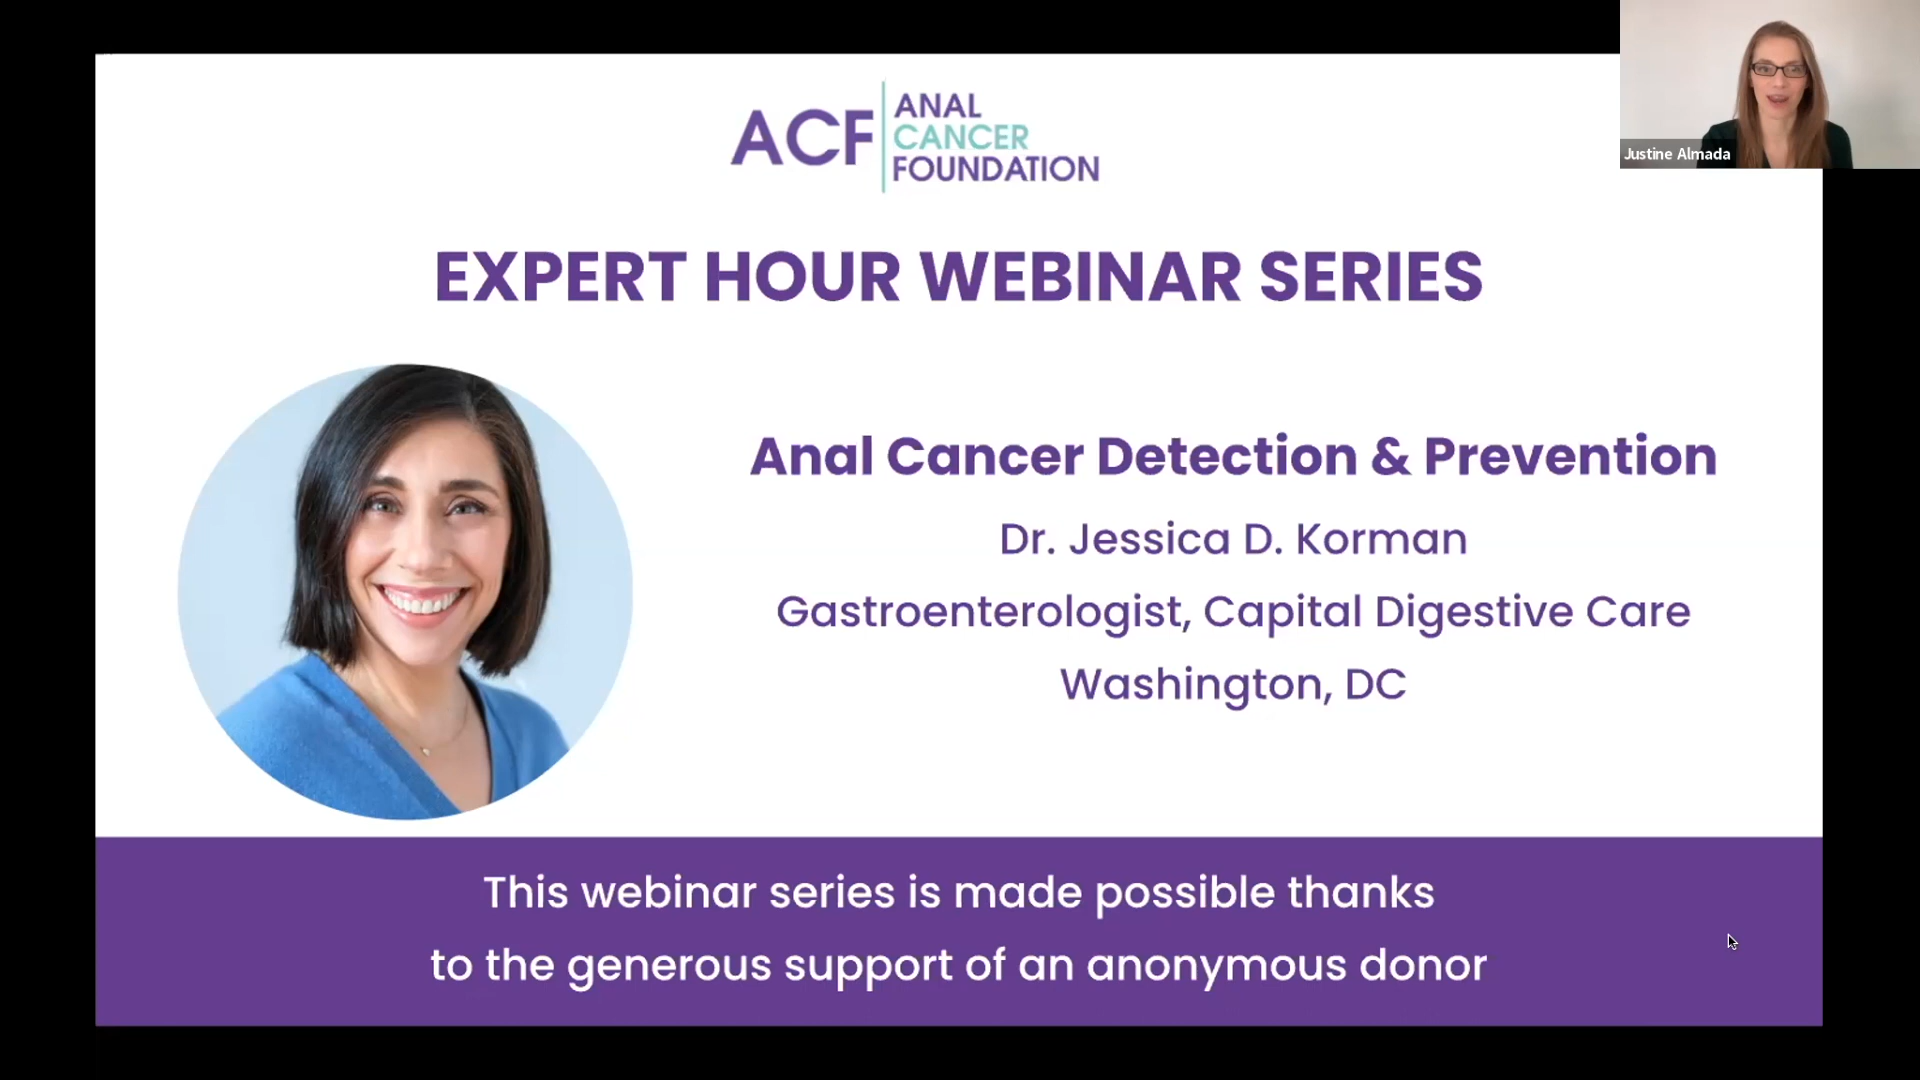 ACF
ANAL
CANCER
FOUNDATION
Justine Almada
EXPERT HOUR WEBINAR SERIES
Anal Cancer Detection & Prevention
Dr. Jessica D. Korman
Gastroenterologist, Capital Digestive Care
Washington, DC
This webinar series is made possible thanks
to the generous support of an anonymous donor